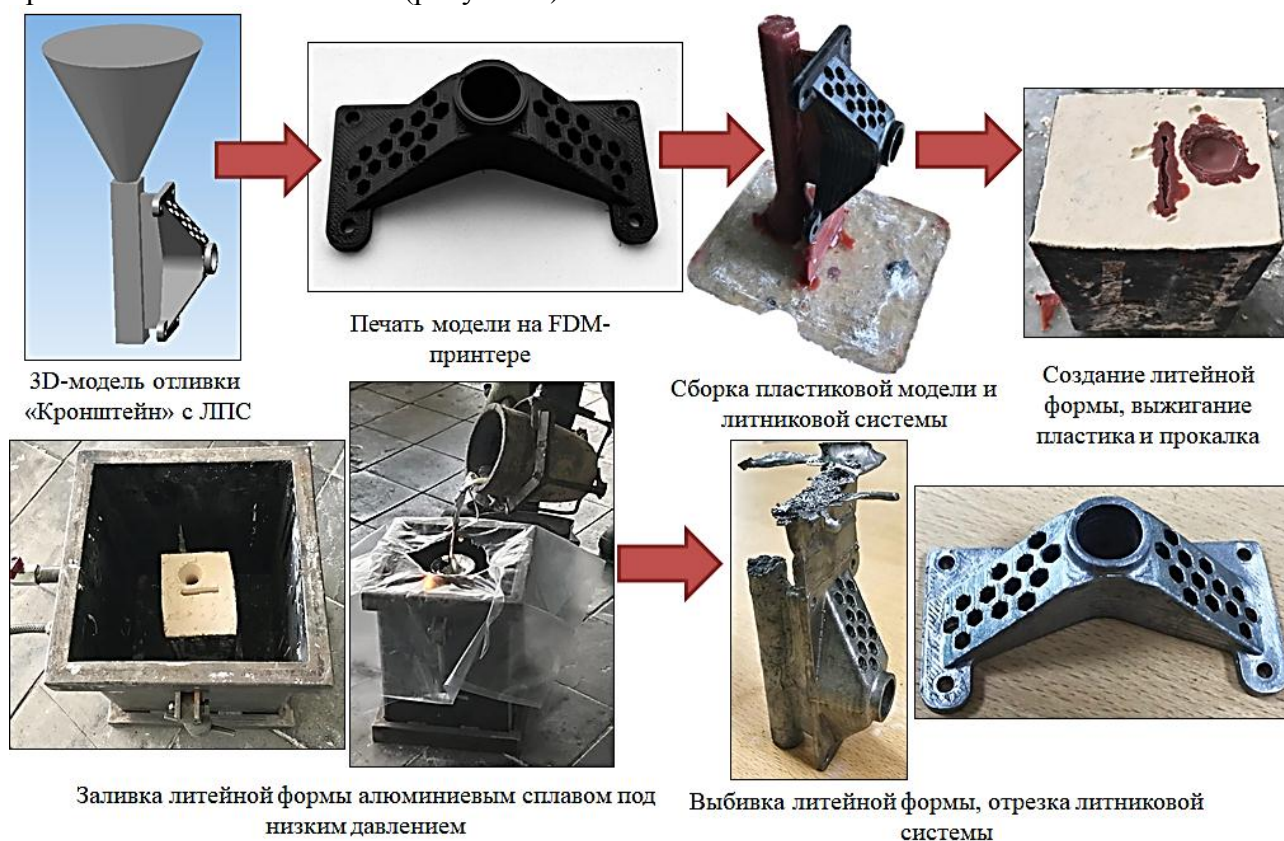 Печать модели на FDM-
принтере
3D-модель отливки
«Кронштейн» с ЛПС
Сборка пластиковой модели и
литниковой системы
Создание литейной
формы, выжигание
пластика и прокалка
Заливка литейной формы алюминиевым сплавом под
низким давлением
Выбивка литейной формы, отрезка литниковой
системы